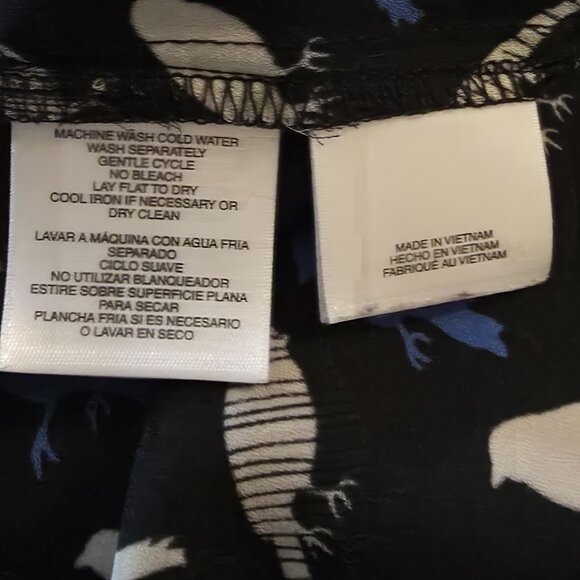 MACHINE WASH COLD WATER
WASH SEPARATELY
GENTLE CYCLE
NO BLEACH
LAY FLAT TO DRY
COOL IRON IF NECESSARY OR
DRY CLEAN
LAVAR A MÁQUINA CON AGUA FRIA
SEPARADO
CICLO SUAVE
NO UTILIZAR BLANQUEADOR
ESTIRE SOBRE SUPERFICIE PLANA
PARA SECAR
PLANCHA FRIA SI ES NECESARIO
O LAVAR EN SECO
MADE IN VIETNAM
HECHO EN VIETNAM
FABRIQUÉ AU VIETNAM